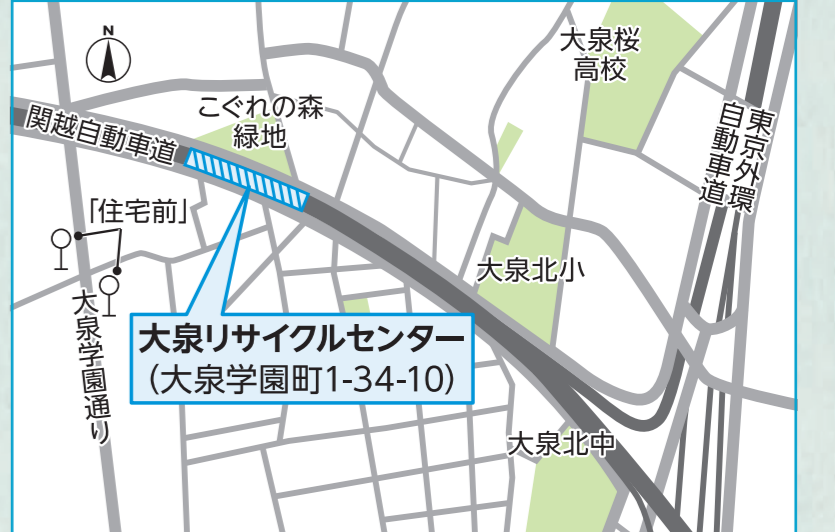 N
大泉桜
高校
こぐれの森
緑地
関越自動車道
東京外環
自動車道
「住宅前」
大泉北小
大泉学園通り
大泉リサイクルセンター
(大泉学園町1-34-10)
大泉北中